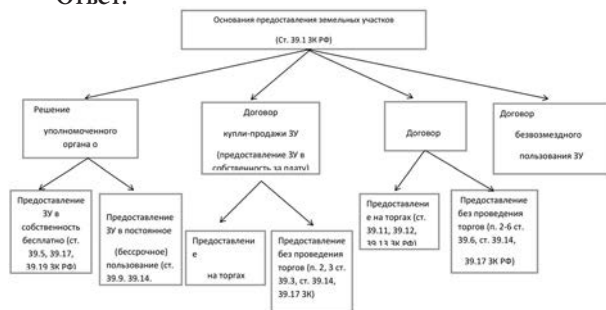 Ответ:
Основания предоставления земельных участков
(Ст. 39.1 ЗК РФ)
Решение
уполномоченного
органа о
Договор
купли-продажи ЗУ
(предоставление ЗУ в
собственность за плату)
Договор
Договор
безвозмездного
пользования ЗУ
Предоставление
ЗУ в
собственность
бесплатно (ст.
39.5, 39.17,
39.19 ЗК РФ)
Предоставление
ЗУ в постоянное
(бессрочное)
пользование (ст.
39.9. 39.14.
Предоставлени
е
на торгах
Предоставление
без проведения
торгов (п. 2, 3 ст.
39.3, ст. 39.14,
39.17 ЗК)
Предоставлени
е на торгах (ст.
39.11, 39.12,
39.13 ЗК РФ)
Предоставление
без проведения
торгов (п. 2-6 ст.
39.6, ст. 39.14,
39.17 ЗК РФ)